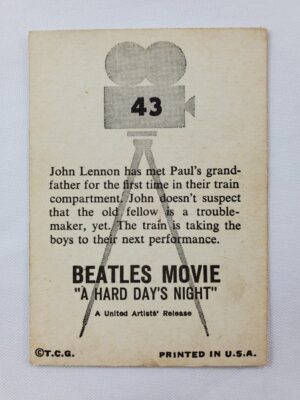 43
John Lennon has met Paul's grand-
father for the first time in their train
compartment. John doesn't suspect
that the old fellow is a trouble-
maker, yet. The train is taking the
boys to their next performance.
BEATLES MOVIE
"A HARD DAY'S NIGHT"
A United Artists' Release
©T.C.G.
PRINTED IN U.S.A.